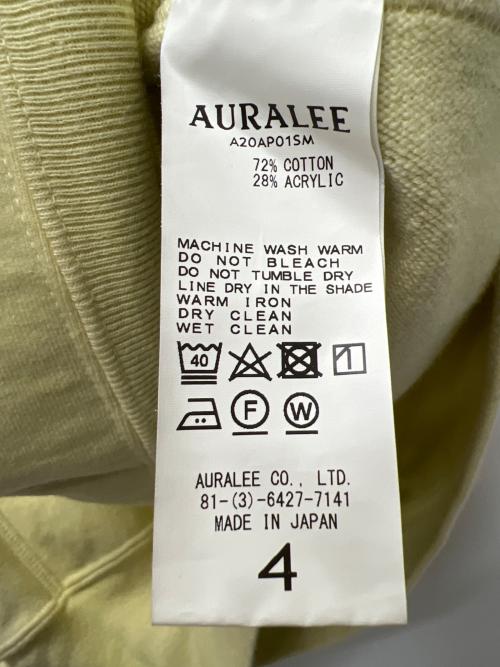 AURALEE
A20AP01SM
72% COTTON
28% ACRYLIC
MACHINE WASH WARM
DO NOT BLEACH
DO NOT TUMBLE DRY
LINE DRY IN THE SHADE
WARM IRON
DRY CLEAN
WET CLEAN
40
F W
AURALEE CO., LTD.
81-(3)-6427-7141
MADE IN JAPAN
4